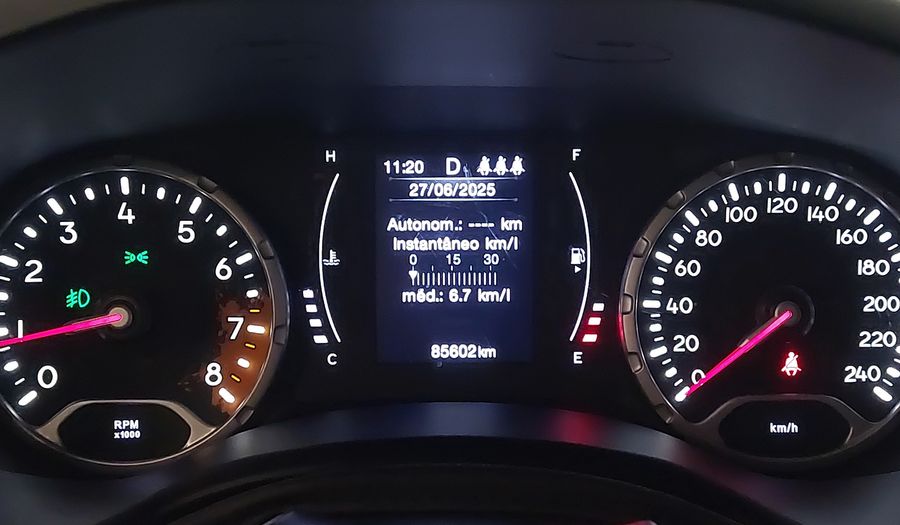 11:20 D
27/06/2025
Autonom.: ---- km
Instantâneo km/l
0 15 30
méd.: 6.7 km/l
85602km
H
C
F
E
0
1
2
3
4
5
6
7
8
RPM
x1000
0
20
40
60
80
100
120
140
160
180
200
220
240
km/h